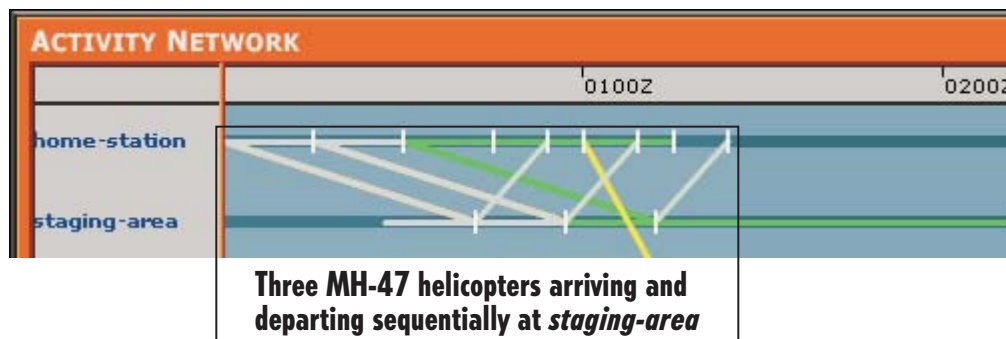 ACTIVITY NETWORK
0100Z
0200Z
home-station
staging-area
Three MH-47 helicopters arriving and
departing sequentially at staging-area